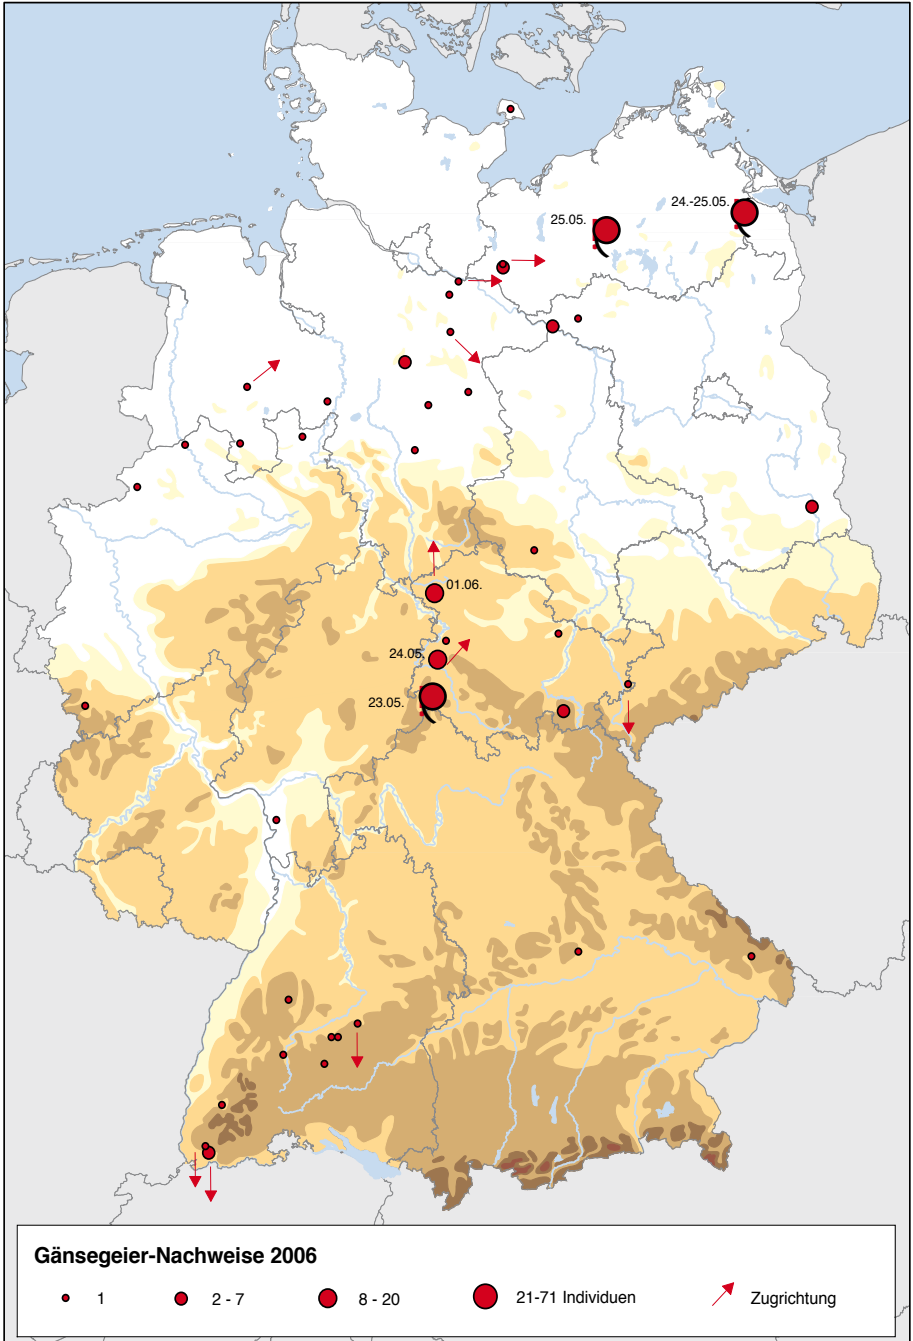 24.-25.05.
25.05.
01.06.
24.05.
23.05.
Gänsegeier-Nachweise 2006
1 2 - 7 8 - 20 21-71 Individuen Zugrichtung